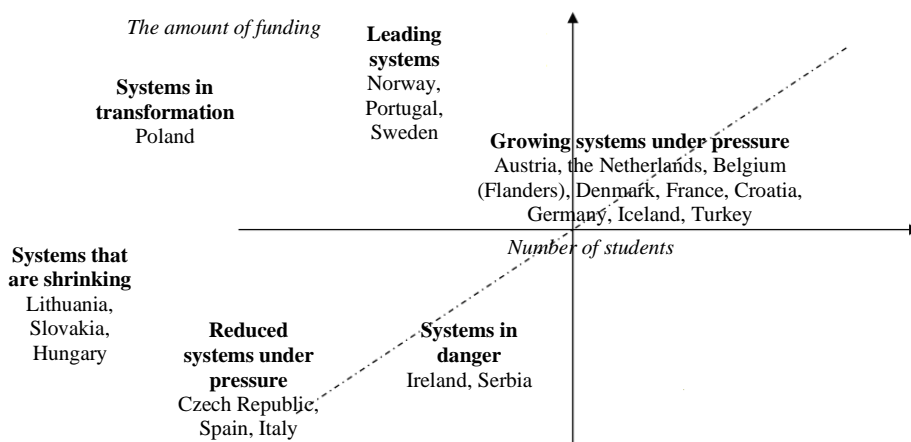 The amount of funding
Leading
systems
Norway,
Portugal,
Sweden
Systems in
transformation
Poland
Growing systems under pressure
Austria, the Netherlands, Belgium
(Flanders), Denmark, France, Croatia,
Germany, Iceland, Turkey
Number of students
Systems that
are shrinking
Lithuania,
Slovakia,
Hungary
Reduced
systems under
pressure
Czech Republic,
Spain, Italy
Systems in
danger
Ireland, Serbia